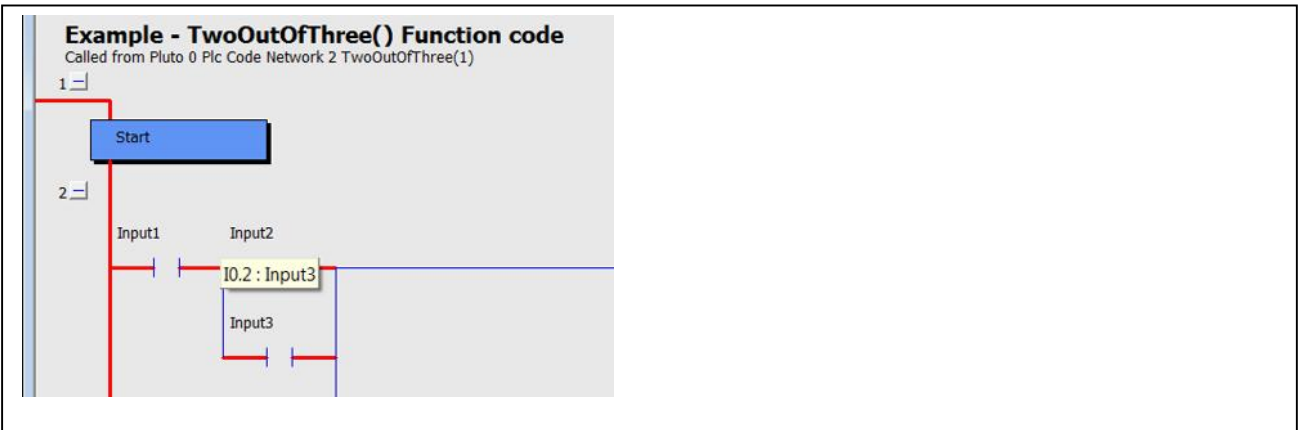 Example - TwoOutOfThree() Function code
Called from Pluto 0 Plc Code Network 2 TwoOutOfThree(1)
1
Start
2
Input1 Input2
I0.2 : Input3
Input3